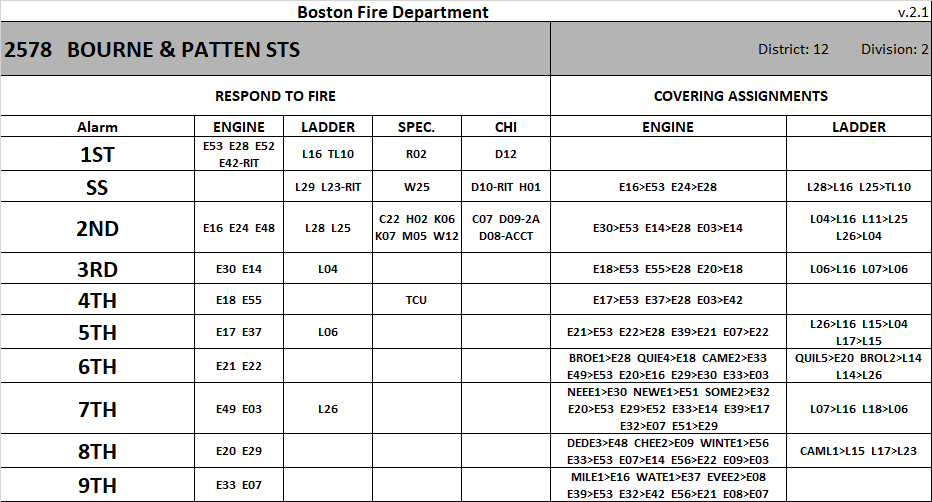 Boston Fire Department v.2.1
2578 BOURNE & PATTEN STS District: 12 Division: 2
RESPOND TO FIRE COVERING ASSIGNMENTS
Alarm ENGINE LADDER SPEC. CHI ENGINE LADDER
E53 E28 E52
1ST L16 TL10 R02 D12
E42-RIT
SS L29 L23-RIT W25 D10-RIT H01 E16>E53 E24>E28 L28>L16 L25>TL10
C22 H02 K06 C07 D09-2A L04>L16 L11>L25
2ND E16 E24 E48 L28 L25 E30>E53 E14>E28 E03>E14
K07 M05 W12 D08-ACCT L26>L04
3RD E30 E14 L04 E18>E53 E55>E28 E20>E18 L06>L16 L07>L06
4TH E18 E55 TCU E17>E53 E37>E28 E03>E42
L26>L16 L15>L04
5TH E17 E37 L06 E21>E53 E22>E28 E39>E21 E07>E22
L17>L15
BROE1>E28 QUIE4>E18 CAME2>E33 QUIL5>E20 BROL2>L14
6TH E21 E22
E49>E53 E20>E16 E29>E30 E33>E03 L14>L26
NEEE1>E30 NEWE1>E51 SOME2>E32
7TH E49 E03 L26 E20>E53 E29>E52 E33>E14 E39>E17 L07>L16 L18>L06
E32>E07 E51>E29
DEDE3>E48 CHEE2>E09 WINTE1>E56
8TH E20 E29 CAML1>L15 L17>L23
E33>E53 E07>E14 E56>E22 E09>E03
MILE1>E16 WATE1>E37 EVEE2>E08
9TH E33 E07
E39>E53 E32>E42 E56>E21 E08>E07